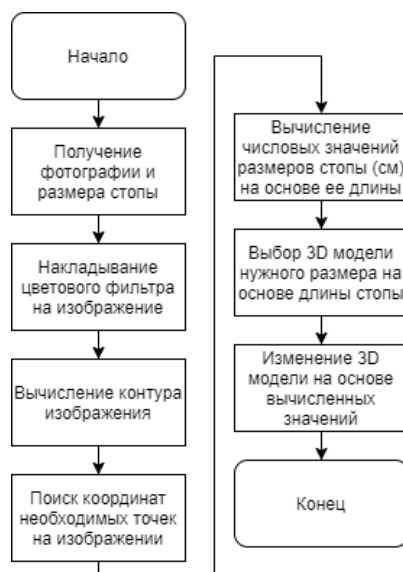 Начало
Получение
фотографии и
размера стопы
Накладывание
цветового фильтра
на изображение
Вычисление контура
изображения
Поиск координат
необходимых точек
на изображении
Вычисление
числовых значений
размеров стопы (см)
на основе ее длины
Выбор 3D модели
нужного размера на
основе длины стопы
Изменение 3D
модели на основе
вычисленных
значений
Конец